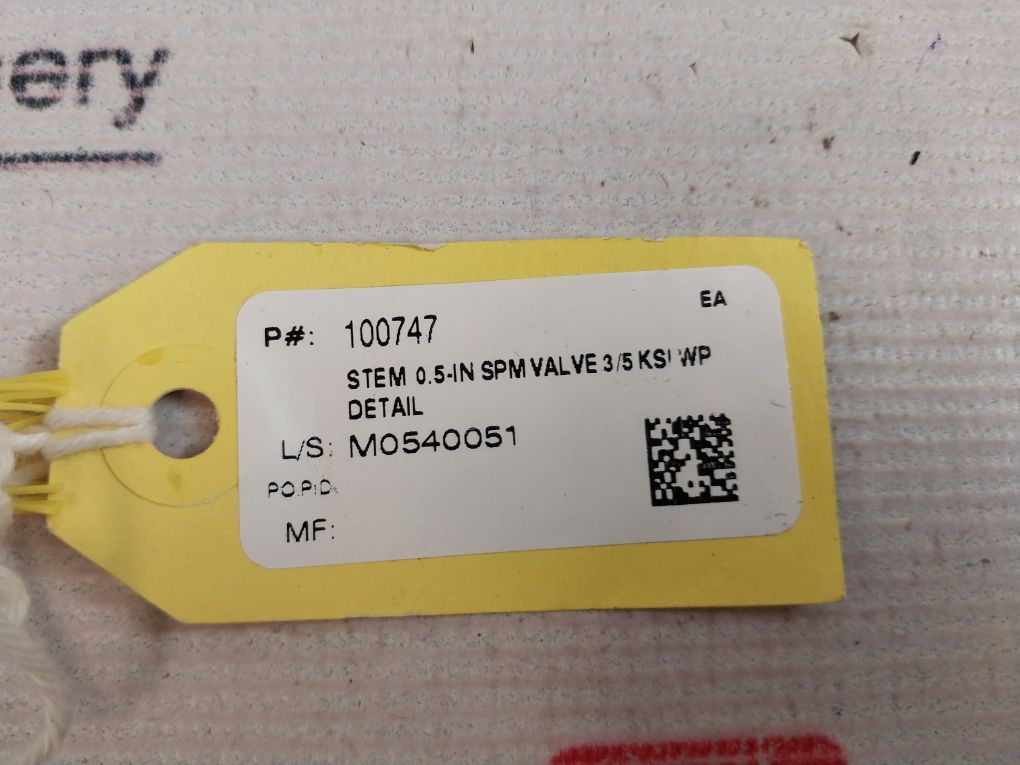 ery
EA
P#: 100747
STEM 0.5-IN SPM VALVE 3/5 KSI WP
DETAIL
L/S: M0540051
PO.PID:
MF: